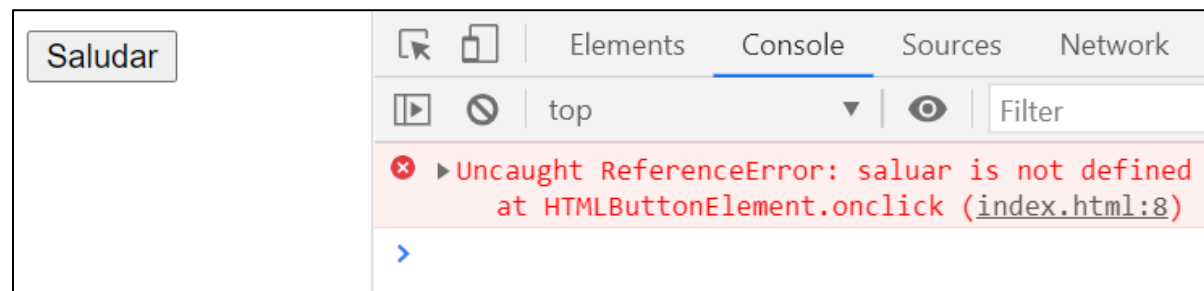 Saludar
Elements Console Sources Network
top Filter
Uncaught ReferenceError: saluar is not defined
at HTMLButtonElement.onclick (index.html:8)